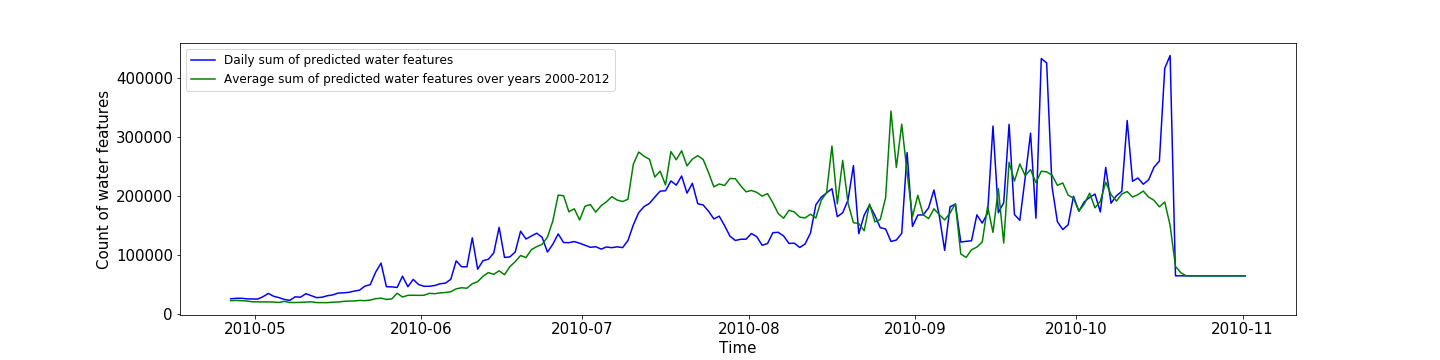 Daily sum of predicted water features
Average sum of predicted water features over years 2000-2012
Count of water features
400000
300000
200000
100000
0
2010-05 2010-06 2010-07 2010-08 2010-09 2010-10 2010-11
Time